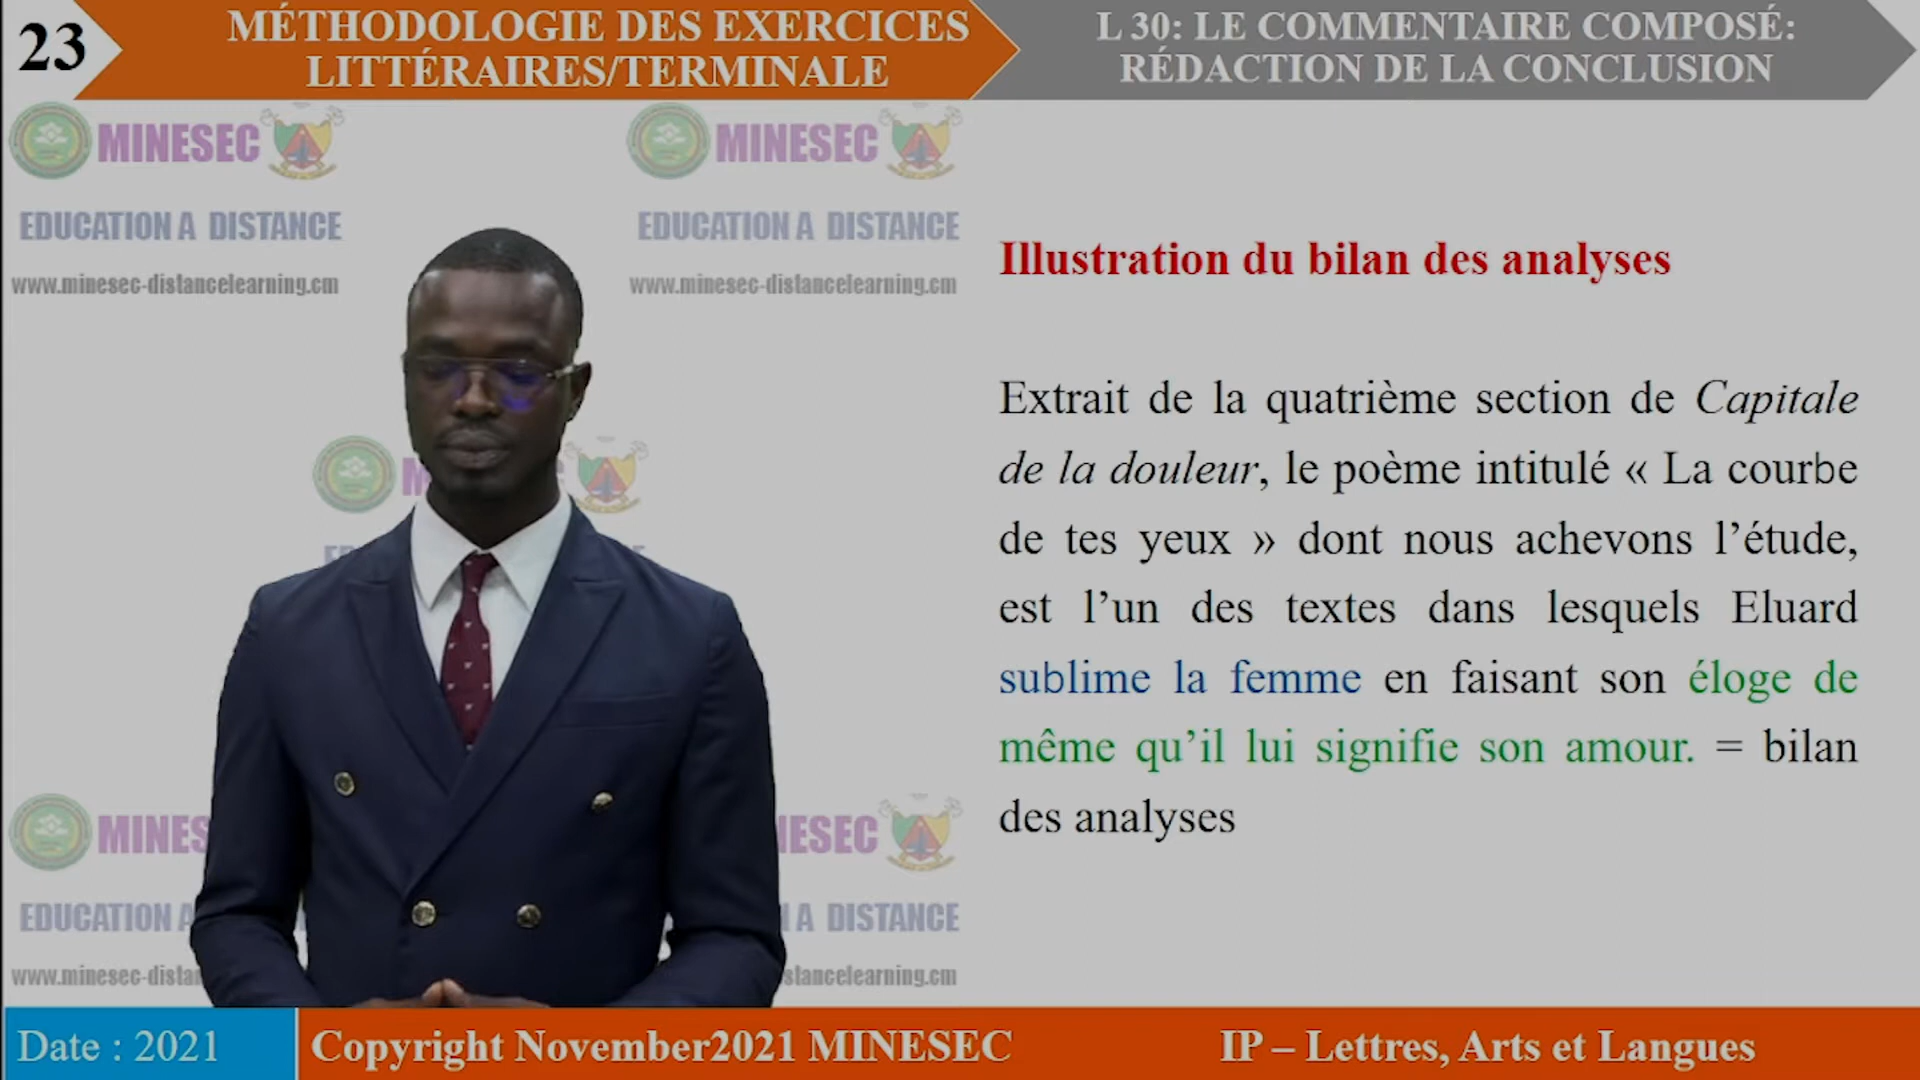 23
MÉTHODOLOGIE DES EXERCICES
LITTÉRAIRES/TERMINALE
L 30: LE COMMENTAIRE COMPOSÉ:
RÉDACTION DE LA CONCLUSION
MINESEC
MINESEC
EDUCATION A DISTANCE
EDUCATION A DISTANCE
www.minesec-distancelearning.cm
www.minesec-distancelearning.cm
Illustration du bilan des analyses
Extrait de la quatrième section de Capitale
de la douleur, le poème intitulé « La courbe
de tes yeux » dont nous achevons l’étude,
est l’un des textes dans lesquels Eluard
sublime la femme en faisant son éloge de
même qu’il lui signifie son amour. = bilan
des analyses
M
ED
MINES
NESEC
EDUCATION A
N A DISTANCE
www.minesec-distan
stancelearning.cm
Date : 2021
Copyright November2021 MINESEC
IP – Lettres, Arts et Langues